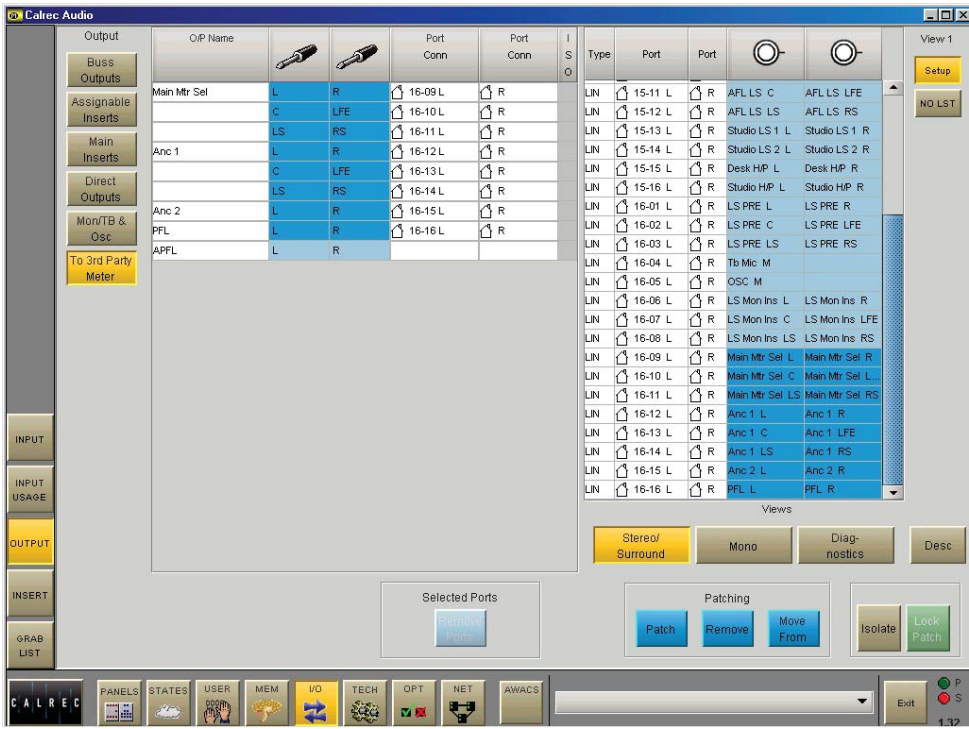 Calrec Audio
Output
Buss
Outputs
Assignable
Inserts
Main
Inserts
Direct
Outputs
Mon/TB &
Osc
To 3rd Party
Meter
INPUT
INPUT
USAGE
OUTPUT
INSERT
GRAB
LIST
O/P Name Port Conn Port Conn I S O
Main Mtr Sel L R 16-09 L R
C LFE 16-10 L R
LS RS 16-11 L R
Anc 1 L R 16-12 L R
C LFE 16-13 L R
LS RS 16-14 L R
Anc 2 L R 16-15 L R
PFL L R 16-16 L R
APFL L R
Type Port Port
LIN 15-11 L R AFL LS C AFL LS LFE
LIN 15-12 L R AFL LS LS AFL LS RS
LIN 15-13 L R Studio LS 1 L Studio LS 1 R
LIN 15-14 L R Studio LS 2 L Studio LS 2 R
LIN 15-15 L R Desk H/P L Desk H/P R
LIN 15-16 L R Studio H/P L Studio H/P R
LIN 16-01 L R LS PRE L LS PRE R
LIN 16-02 L R LS PRE C LS PRE LFE
LIN 16-03 L R LS PRE LS LS PRE RS
LIN 16-04 L R Tb Mic M
LIN 16-05 L R OSC M
LIN 16-06 L R LS Mon Ins L LS Mon Ins R
LIN 16-07 L R LS Mon Ins C LS Mon Ins LFE
LIN 16-08 L R LS Mon Ins LS LS Mon Ins RS
LIN 16-09 L R Main Mtr Sel L Main Mtr Sel R
LIN 16-10 L R Main Mtr Sel C Main Mtr Sel L...
LIN 16-11 L R Main Mtr Sel LS Main Mtr Sel RS
LIN 16-12 L R Anc 1 L Anc 1 R
LIN 16-13 L R Anc 1 C Anc 1 LFE
LIN 16-14 L R Anc 1 LS Anc 1 RS
LIN 16-15 L R Anc 2 L Anc 2 R
LIN 16-16 L R PFL L PFL R
View 1
Setup
NO LST
Views
Stereo/
Surround
Mono
Diag-
nostics
Desc
Selected Ports
Remove
Ports
Patching
Patch
Remove
Move
From
Isolate
Lock
Patch
CALREC
PANELS
STATES
USER
MEM
I/O
TECH
OPT
NET
AWACS
Exit
P
S
1.32